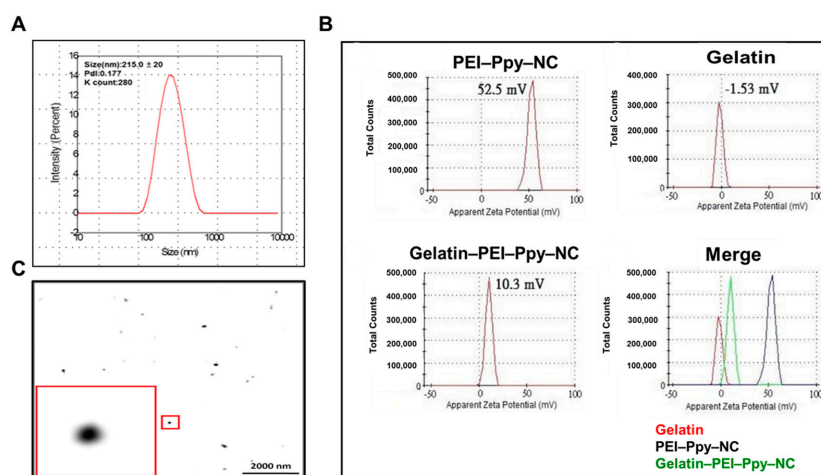 A
Size(nm):215.0 ± 20
PdI:0.177
K count:280
Intensity (Percent)
16
14
12
10
8
6
4
2
0
-2
10
100
1000
10000
Size (nm)
B
PEI–Ppy–NC
52.5 mV
Total Counts
500,000
400,000
300,000
200,000
100,000
-50
0
50
100
Apparent Zeta Potential (mV)
Gelatin
-1.53 mV
Total Counts
400,000
300,000
200,000
100,000
0
-50
0
50
100
Apparent Zeta Potential (mV)
Gelatin–PEI–Ppy–NC
10.3 mV
Total Counts
500,000
400,000
300,000
200,000
100,000
0
-50
0
50
100
Apparent Zeta Potential (mV)
Merge
Total Counts
500,000
400,000
300,000
200,000
100,000
0
-50
0
50
100
Apparent Zeta Potential (mV)
Gelatin
PEI–Ppy–NC
Gelatin–PEI–Ppy–NC
C
2000 nm